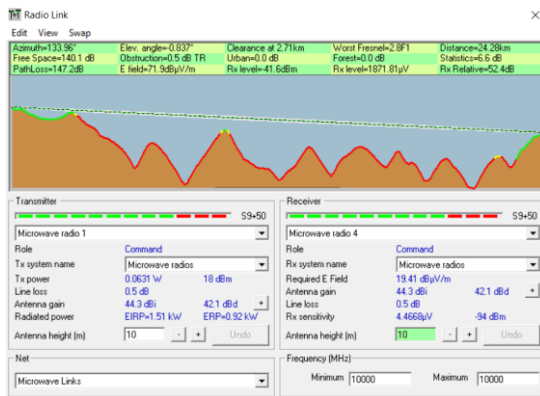 Radio Link
Edit View Swap
Azimuth=133.96° Elev. angle=-0.837° Clearance at 2.71km Worst Fresnel=2.8F1 Distance=24.28km
Free Space=140.1 dB Obstruction=0.5 dB TR Urban=0.0 dB Forest=0.0 dB Statistics=6.6 dB
PathLoss=147.2dB E field=71.9dBµV/m Rx level=-41.6dBm Rx level=1871.81µV Rx Relative=52.4dB
Transmitter
S9+50
Microwave radio 1
Role Command
Tx system name Microwave radios
Tx power 0.0631 W 18 dBm
Line loss 0.5 dB
Antenna gain 44.3 dBi 42.1 dBd +
Radiated power EIRP=1.51 kW ERP=0.92 kW
Antenna height (m) 10 - + Undo
Net
Microwave Links
Receiver
S9+50
Microwave radio 4
Role Command
Rx system name Microwave radios
Required E Field 19.41 dBµV/m
Antenna gain 44.3 dBi 42.1 dBd +
Line loss 0.5 dB
Rx sensitivity 4.4668µV -94 dBm
Antenna height (m) 10 - + Undo
Frequency (MHz)
Minimum 10000 Maximum 10000